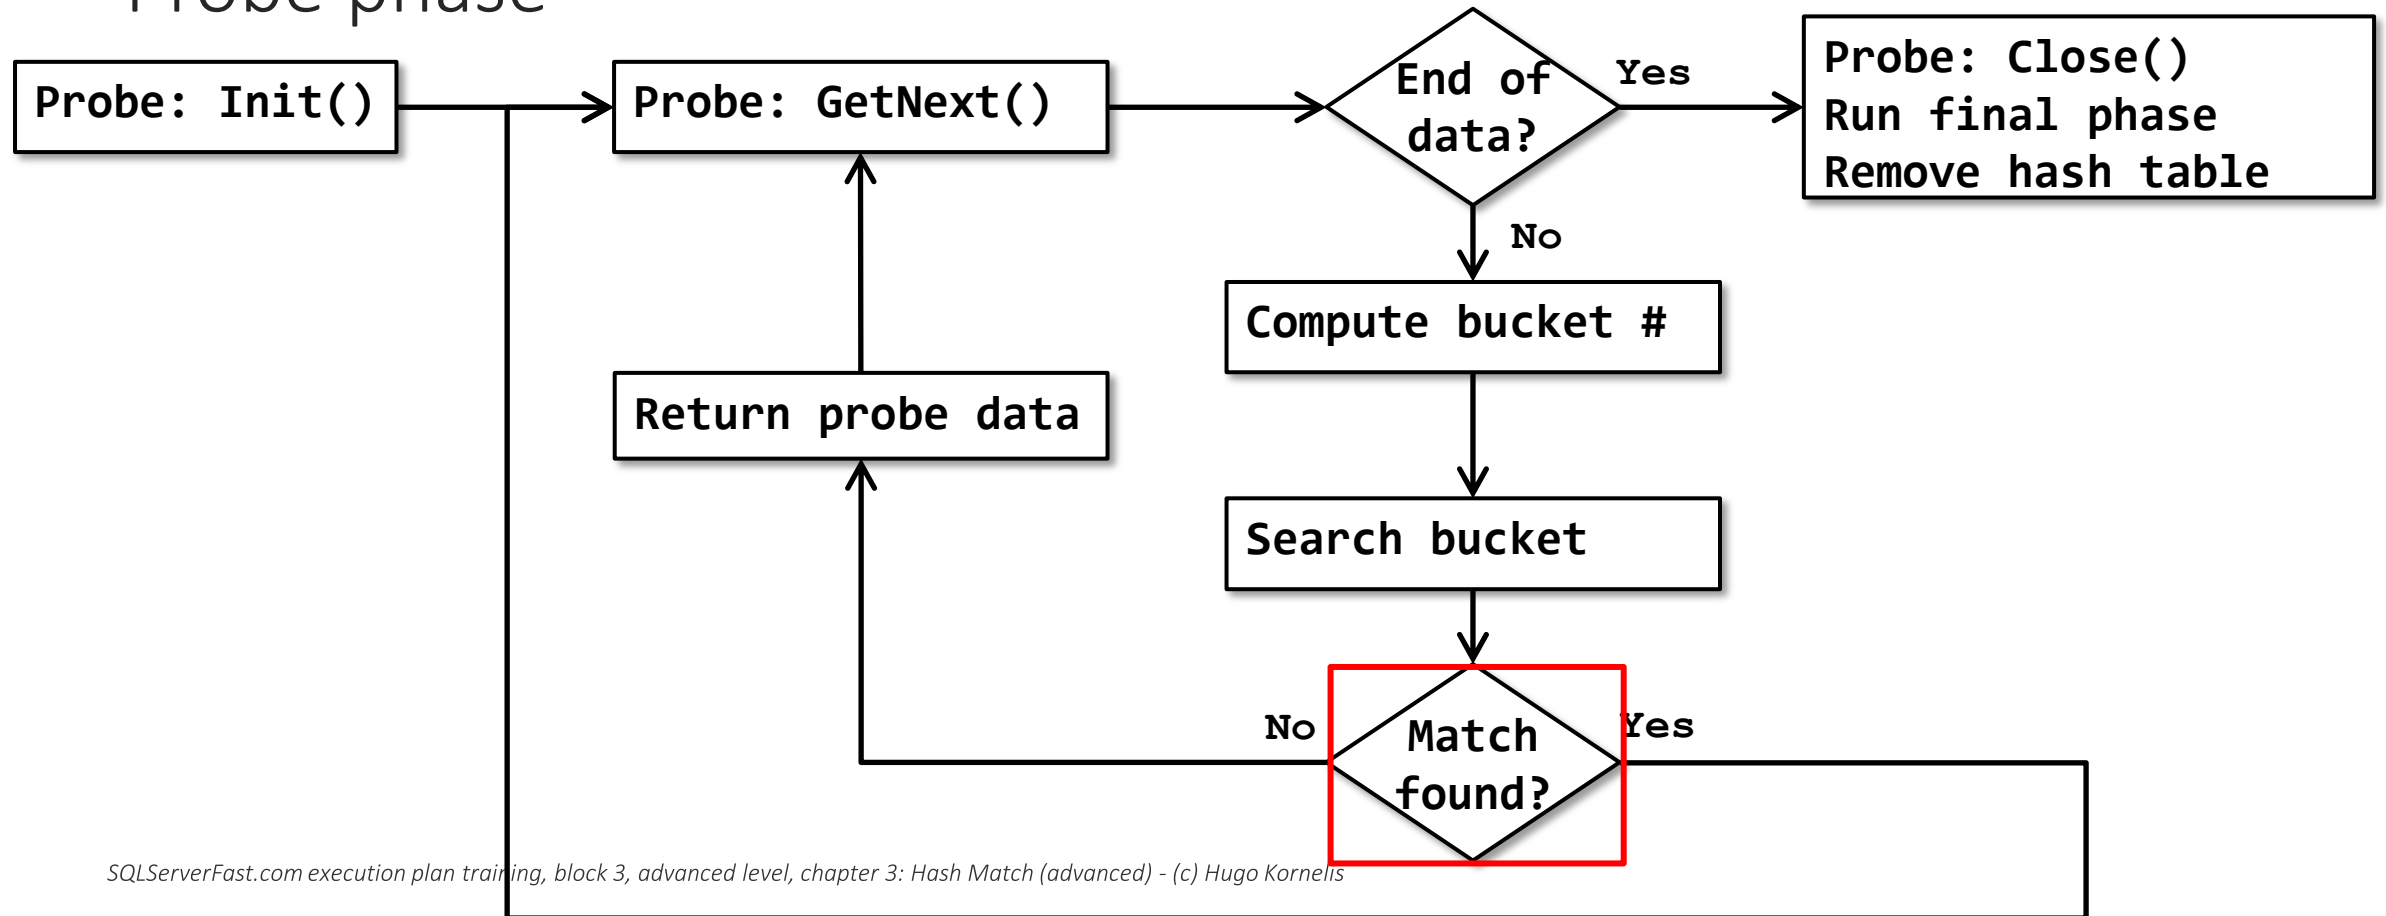 Probe phase
Probe: Init()
Probe: GetNext()
End of
data?
Yes
Probe: Close()
Run final phase
Remove hash table
No
Compute bucket #
Return probe data
Search bucket
No
Match
found?
Yes
SQLServerFast.com execution plan training, block 3, advanced level, chapter 3: Hash Match (advanced) - (c) Hugo Kornelis